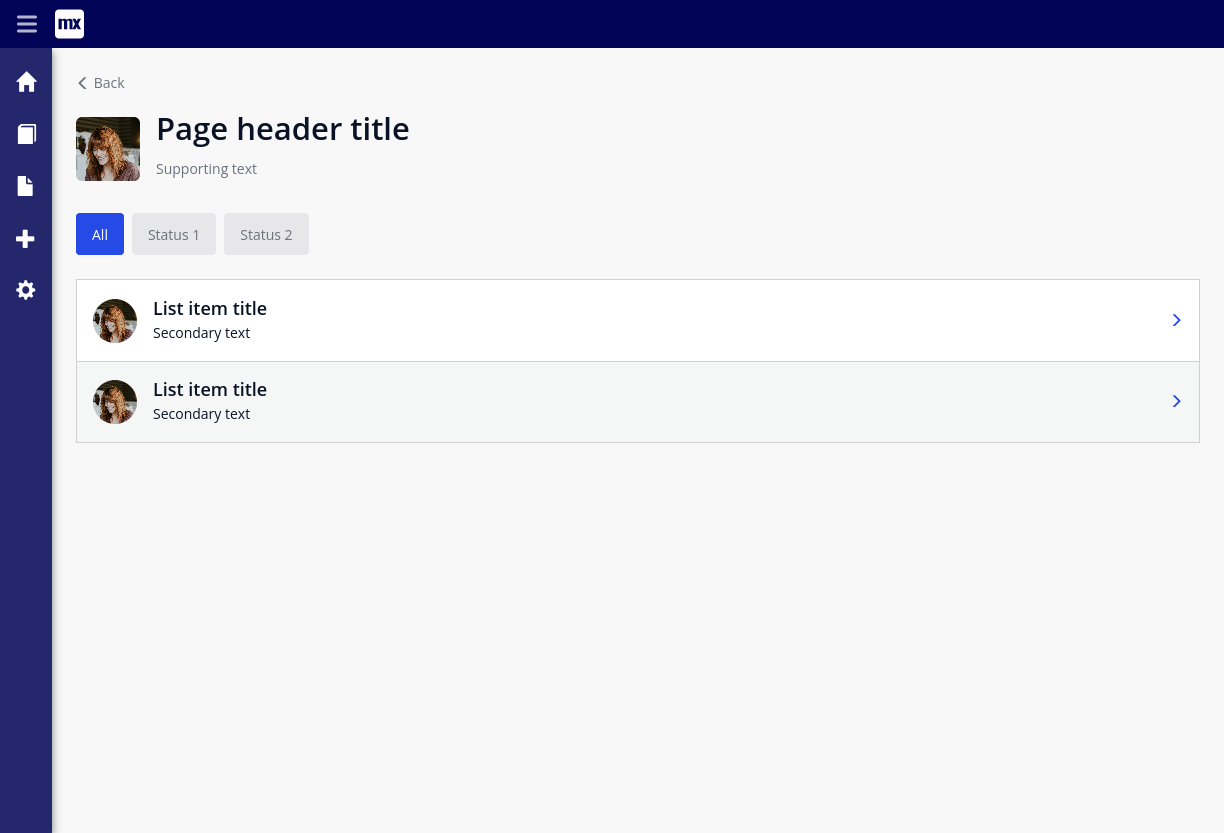 mx
Back
Page header title
Supporting text
All
Status 1
Status 2
List item title
Secondary text
List item title
Secondary text